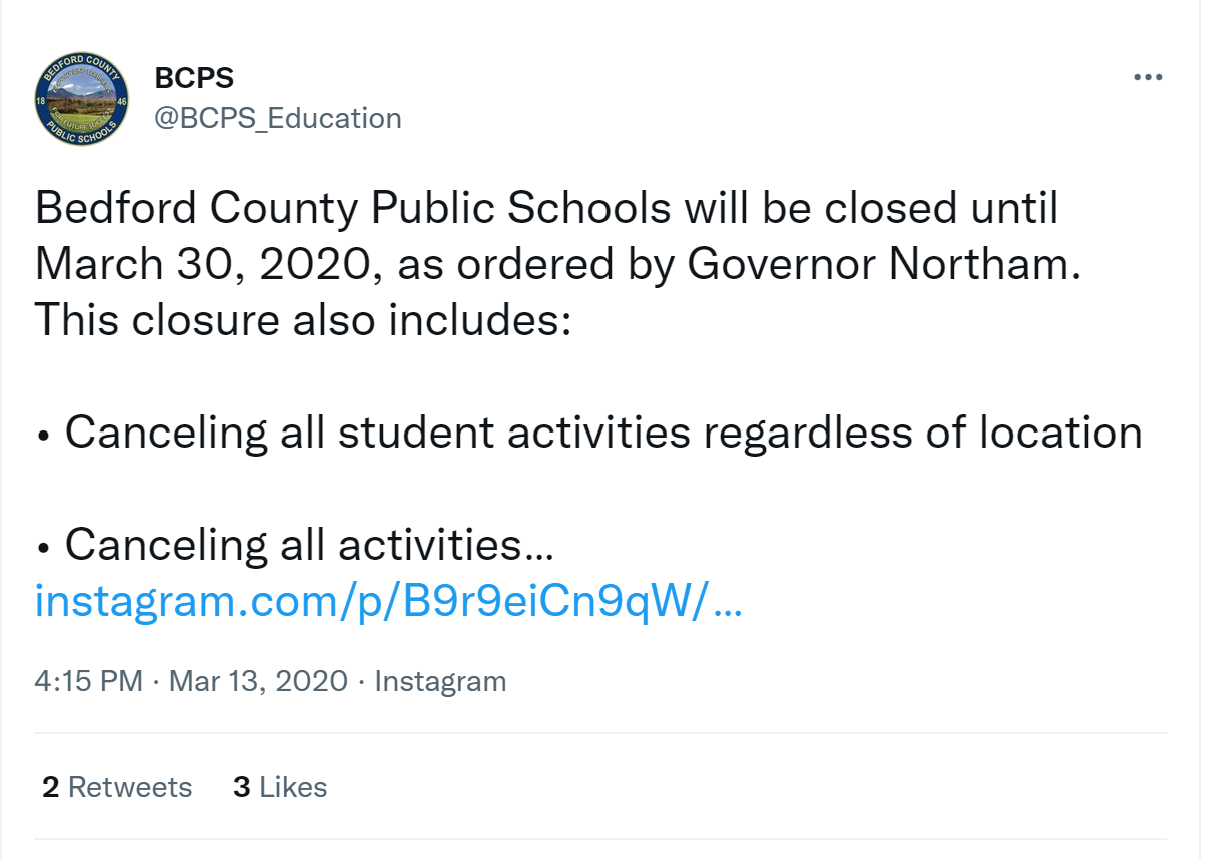 BEDFORD COUNTY
18 46
FUTURE
PUBLIC SCHOOLS
BCPS
@BCPS_Education
Bedford County Public Schools will be closed until
March 30, 2020, as ordered by Governor Northam.
This closure also includes:
• Canceling all student activities regardless of location
• Canceling all activities...
instagram.com/p/B9r9eiCn9qW/...
4:15 PM · Mar 13, 2020 · Instagram
2 Retweets 3 Likes